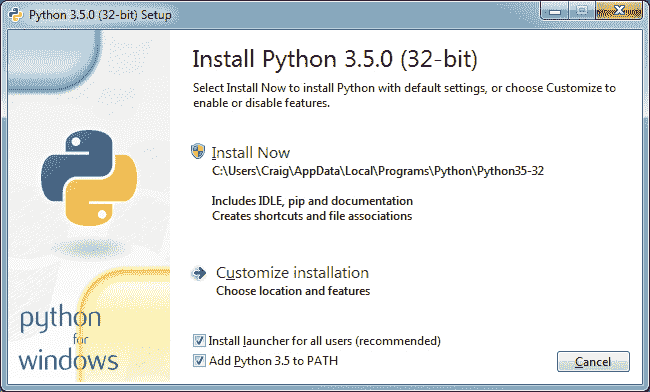 Python 3.5.0 (32-bit) Setup
Install Python 3.5.0 (32-bit)
Select Install Now to install Python with default settings, or choose Customize to
enable or disable features.
Install Now
C:\Users\Craig\AppData\Local\Programs\Python\Python35-32
Includes IDLE, pip and documentation
Creates shortcuts and file associations
Customize installation
Choose location and features
python
for
windows
Install launcher for all users (recommended)
Add Python 3.5 to PATH
Cancel